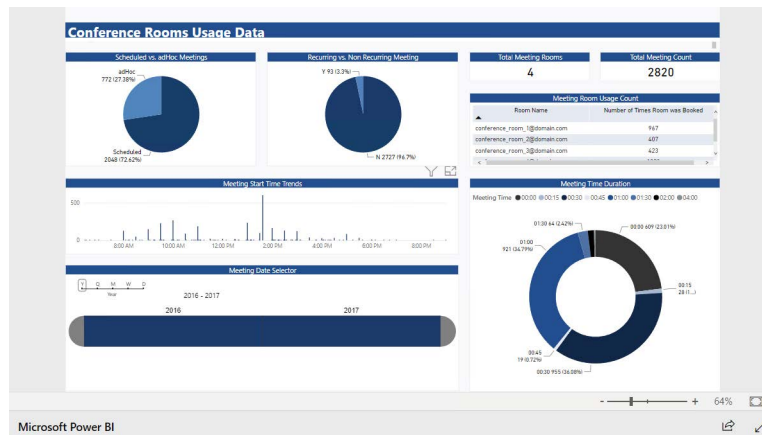 Conference Rooms Usage Data
Scheduled vs. adHoc Meetings
adHoc
772 (27.38%)
Scheduled
2048 (72.62%)
Recurring vs. Non Recurring Meeting
Y 93 (3.3%)
N 2727 (96.7%)
Total Meeting Rooms
4
Total Meeting Count
2820
Meeting Room Usage Count
Room Name Number of Times Room was Booked
conference_room_1@domain.com 967
conference_room_2@domain.com 407
conference_room_3@domain.com 423
Meeting Start Time Trends
500
0
8:00 AM 10:00 AM 12:00 PM 2:00 PM 4:00 PM 6:00 PM 8:00 PM
Meeting Date Selector
Y Q M W D
Year
2016 - 2017
2016 2017
Meeting Time Duration
Meeting Time 00:00 00:15 00:30 00:45 01:00 01:30 02:00 04:00
01:30 64 (2.42%)
00:00 609 (23.01%)
01:00
921 (34.79%)
00:15
28 (1...)
00:45
19 (0.72%)
00:30 955 (36.08%)
- + 64%
Microsoft Power BI